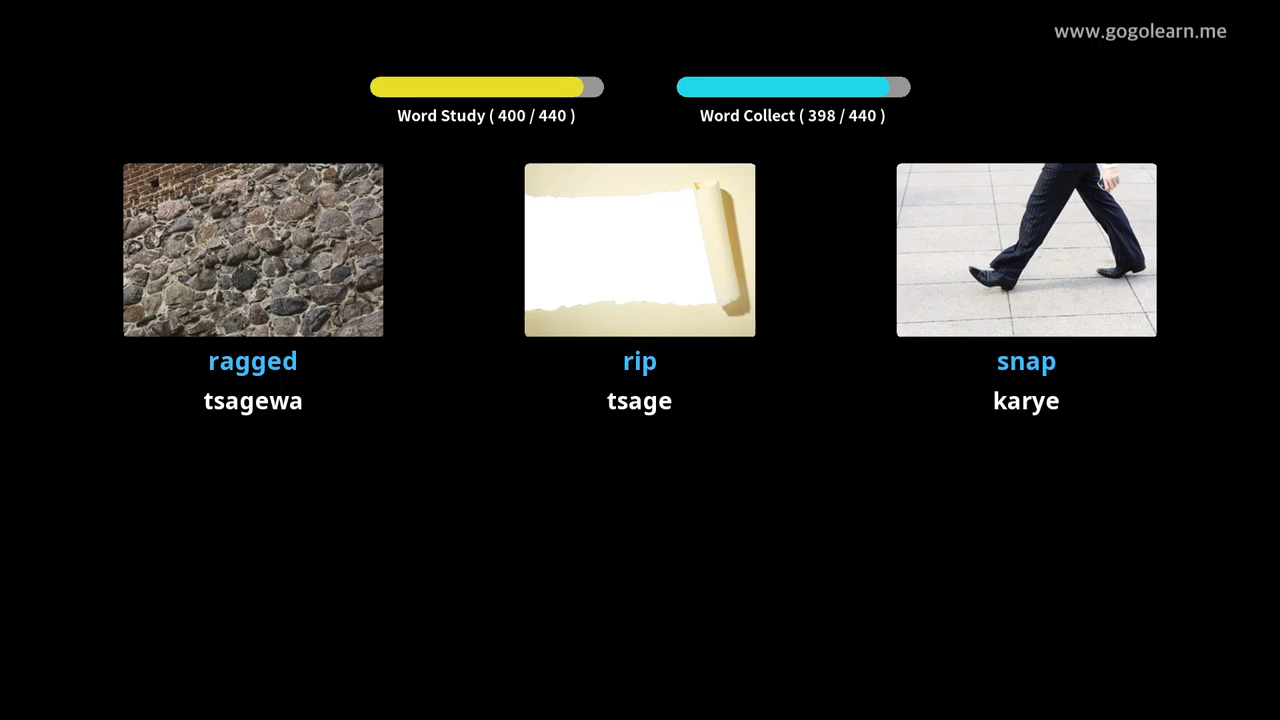 www.gogolearn.me
Word Study ( 400 / 440 )
Word Collect ( 398 / 440 )
ragged
tsagewa
rip
tsage
snap
karye